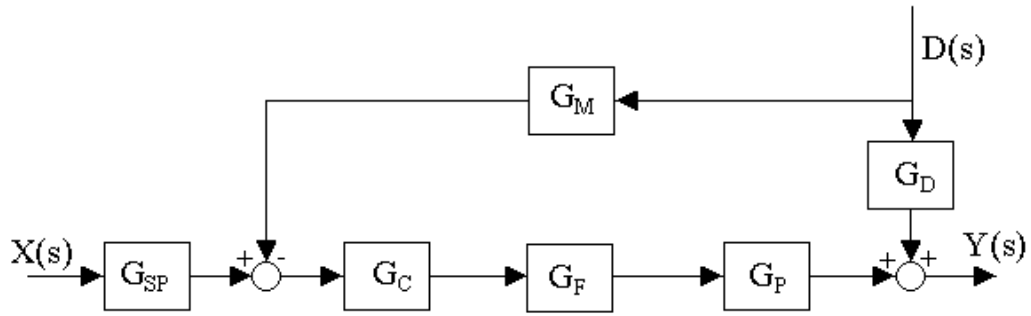 D(s)
G_M
G_D
X(s)
G_SP
+
-
G_C
G_F
G_P
+
+
Y(s)